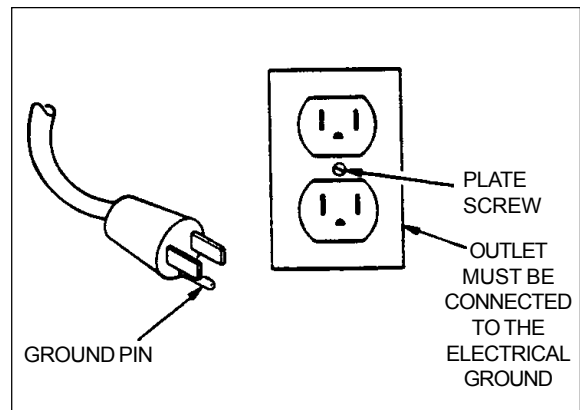 PLATE
SCREW
OUTLET
MUST BE
CONNECTED
TO THE
ELECTRICAL
GROUND
GROUND PIN